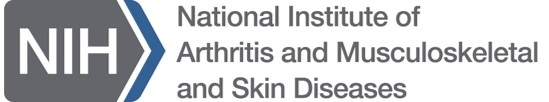 NIH
National Institute of
Arthritis and Musculoskeletal
and Skin Diseases